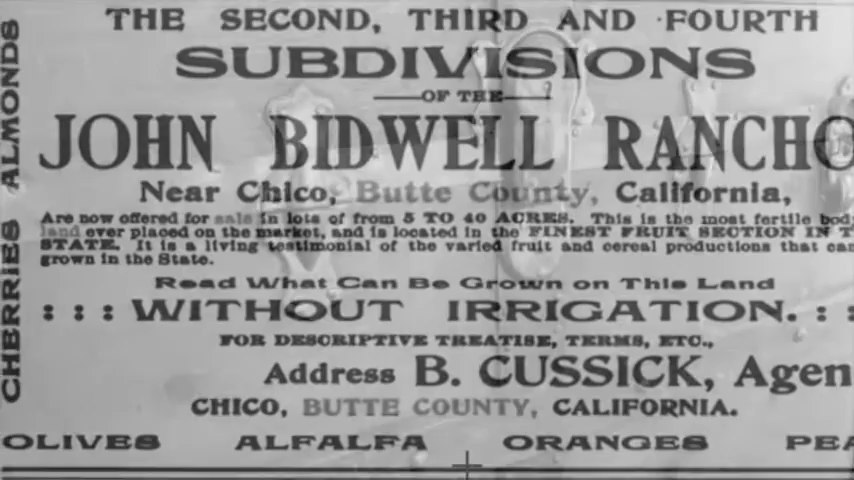 THE SECOND, THIRD AND FOURTH
SUBDIVISIONS
OF THE
JOHN BIDWELL RANCHO
Near Chico, Butte County, California,
Are now offered for sale in lots of from 5 TO 40 ACRES. This is the most fertile bod
land ever placed on the market, and is located in the FINEST FRUIT SECTION IN T
STATE. It is a living testimonial of the varied fruit and cereal productions that can
grown in the State.
Read What Can Be Grown on This Land
: : : WITHOUT IRRIGATION. : :
FOR DESCRIPTIVE TREATISE, TERMS, ETC.,
Address B. CUSSICK, Agen
CHICO, BUTTE COUNTY, CALIFORNIA.
CHERRIES ALMONDS
OLIVES ALFALFA ORANGES PEA